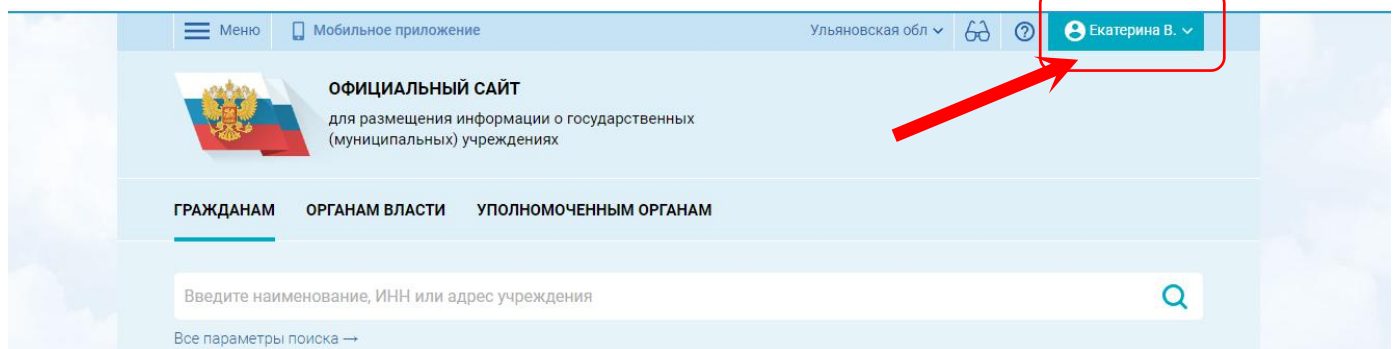 Меню Мобильное приложение Ульяновская обл Екатерина В.
ОФИЦИАЛЬНЫЙ САЙТ
для размещения информации о государственных
(муниципальных) учреждениях
ГРАЖДАНАМ ОРГАНАМ ВЛАСТИ УПОЛНОМОЧЕННЫМ ОРГАНАМ
Введите наименование, ИНН или адрес учреждения
Все параметры поиска →